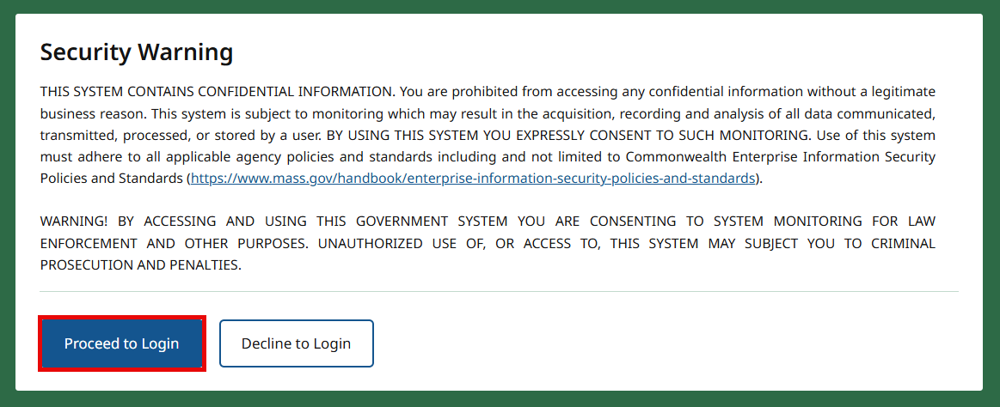 Security Warning
THIS SYSTEM CONTAINS CONFIDENTIAL INFORMATION. You are prohibited from accessing any confidential information without a legitimate
business reason. This system is subject to monitoring which may result in the acquisition, recording and analysis of all data communicated,
transmitted, processed, or stored by a user. BY USING THIS SYSTEM YOU EXPRESSLY CONSENT TO SUCH MONITORING. Use of this system
must adhere to all applicable agency policies and standards including and not limited to Commonwealth Enterprise Information Security
Policies and Standards (https://www.mass.gov/handbook/enterprise-information-security-policies-and-standards).
WARNING! BY ACCESSING AND USING THIS GOVERNMENT SYSTEM YOU ARE CONSENTING TO SYSTEM MONITORING FOR LAW
ENFORCEMENT AND OTHER PURPOSES. UNAUTHORIZED USE OF, OR ACCESS TO, THIS SYSTEM MAY SUBJECT YOU TO CRIMINAL
PROSECUTION AND PENALTIES.
Proceed to Login
Decline to Login